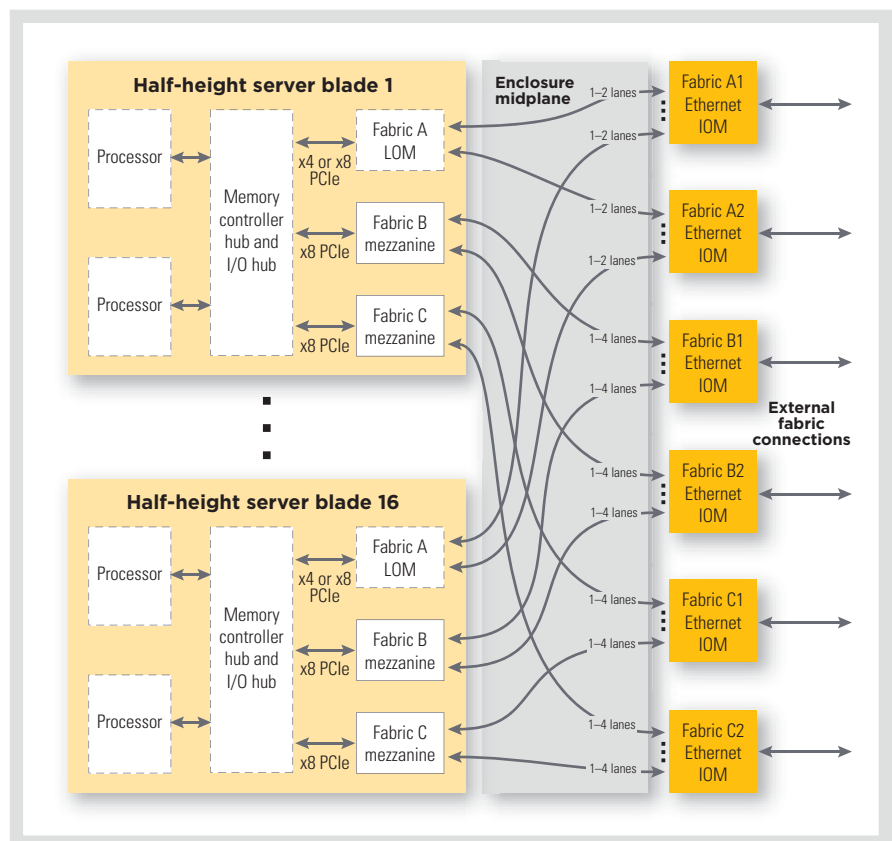 Half-height server blade 1
Processor
Processor
Memory
controller
hub and
I/O hub
x4 or x8
PCIe
x8 PCIe
x8 PCIe
Fabric A
LOM
Fabric B
mezzanine
Fabric C
mezzanine
Half-height server blade 16
Processor
Processor
Memory
controller
hub and
I/O hub
x4 or x8
PCIe
x8 PCIe
x8 PCIe
Fabric A
LOM
Fabric B
mezzanine
Fabric C
mezzanine
Enclosure
midplane
1–2 lanes
1–2 lanes
1–2 lanes
1–2 lanes
1–4 lanes
1–4 lanes
1–4 lanes
1–4 lanes
1–4 lanes
1–4 lanes
1–4 lanes
1–4 lanes
Fabric A1
Ethernet
IOM
Fabric A2
Ethernet
IOM
Fabric B1
Ethernet
IOM
Fabric B2
Ethernet
IOM
Fabric C1
Ethernet
IOM
Fabric C2
Ethernet
IOM
External
fabric
connections